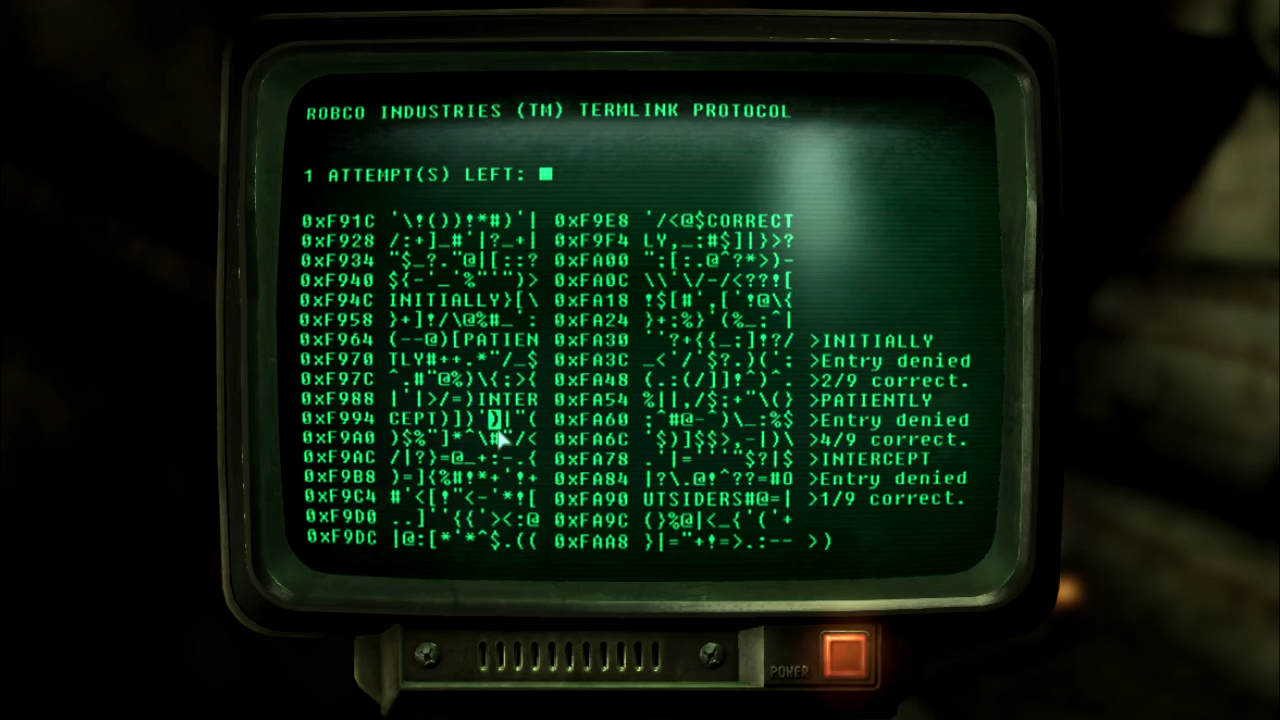 ROBCO INDUSTRIES (TM) TERMLINK PROTOCOL
1 ATTEMPT(S) LEFT:
0xF91C '\!())!*#)'| 0xF9E8 '/<@$CORRECT
0xF928 /:+]_#'|?_+| 0xF9F4 LY,_:#$]|}>?
0xF934 "$_?."@|[::? 0xFA00 ":[:.@^?*>)-
0xF940 ${-'_'%"'")> 0xFA0C \\'\/-/<??![
0xF94C INITIALLY}[\ 0xFA18 !$[#',['!@\{
0xF958 }+]!/\@%#_': 0xFA24 }+:%}'(%_;^|
0xF964 (--@)[PATIEN 0xFA30 ''?+{{_;]!?/ >INITIALLY
0xF970 TLY#++.*"/_$ 0xFA3C _<'/'$?.)(': >Entry denied
0xF97C ^.#"@%)\{:>{ 0xFA48 (.:(/]]!^)^. >2/9 correct.
0xF988 |'|>/=)INTER 0xFA54 %||,/$:+"\(} >PATIENTLY
0xF994 CEPT)])')|"( 0xFA60 :^#@-^)\_:%$ >Entry denied
0xF9A0 )$%"]*^\#"/< 0xFA6C '$)]$$>,-|)\ >4/9 correct.
0xF9AC /|?}=@_+:-.{ 0xFA78 .'|='''"$?|$ >INTERCEPT
0xF9B8 )=]{%#!*+'!+ 0xFA84 |?\.@!^??=#O >Entry denied
0xF9C4 #'<[!"<-'*![ 0xFA90 UTSIDERS#@=| >1/9 correct.
0xF9D0 ..]''{{'><:@ 0xFA9C (}%@|<_{'('+
0xF9DC |@:[*'*^$.(( 0xFAA8 }|="+!=>.:-- >)
POWER